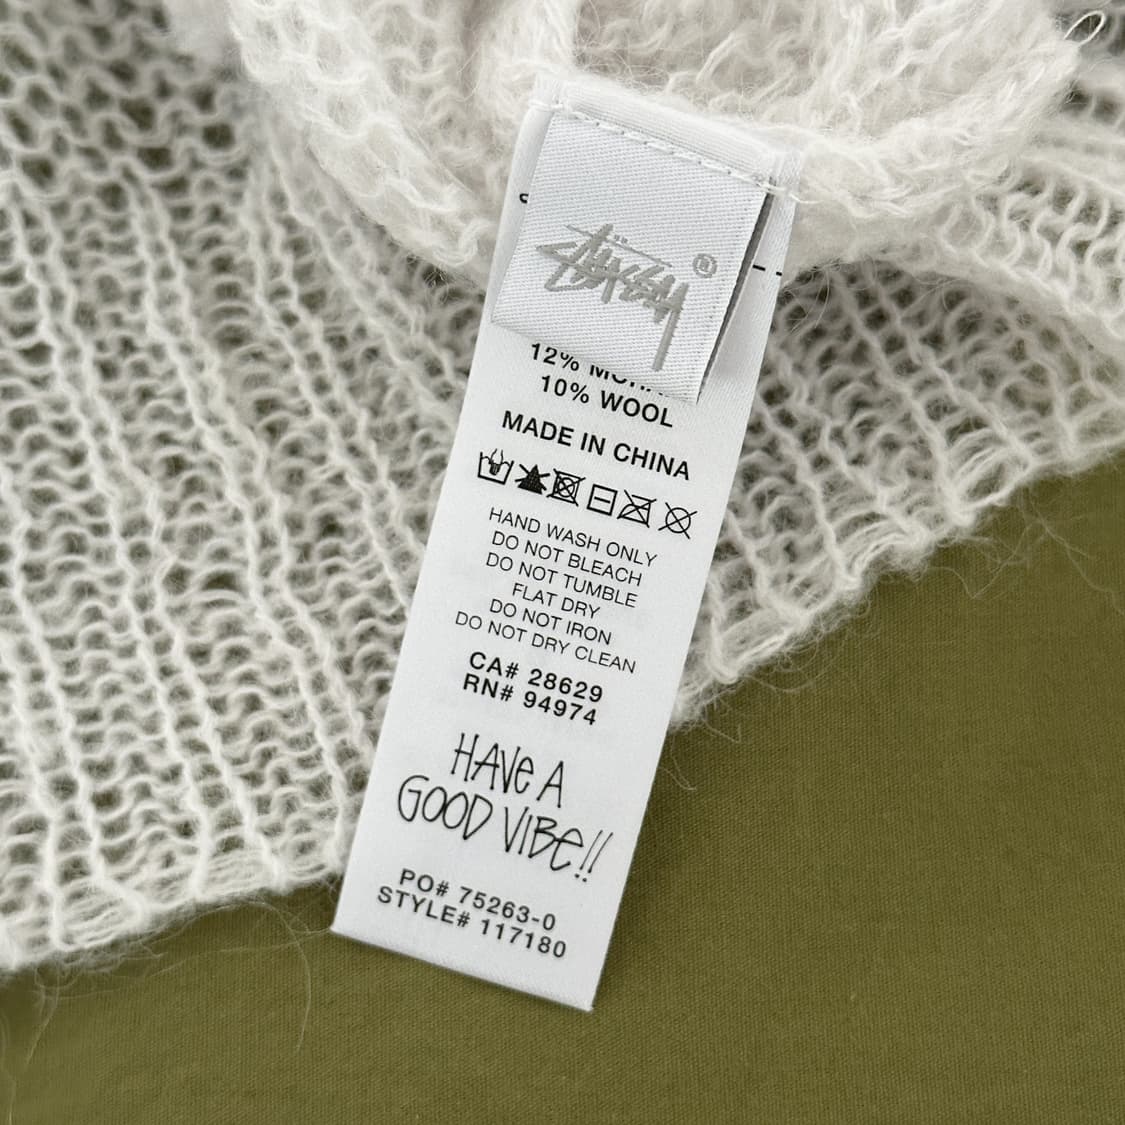 STÜSSY ®
12%
10% WOOL
MADE IN CHINA
HAND WASH ONLY
DO NOT BLEACH
DO NOT TUMBLE
FLAT DRY
DO NOT IRON
DO NOT DRY CLEAN
CA# 28629
RN# 94974
HAVE A
GOOD VIBE!!
PO# 75263-0
STYLE# 117180